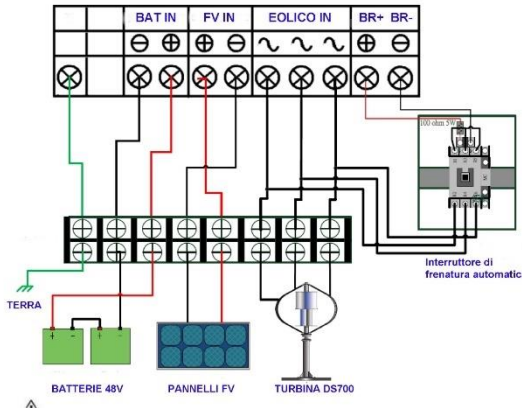 BAT IN FV IN EOLICO IN BR+ BR-
100 ohm 5W
Interruttore di
frenatura automatic
TERRA
+ - + -
BATTERIE 48V PANNELLI FV TURBINA DS700